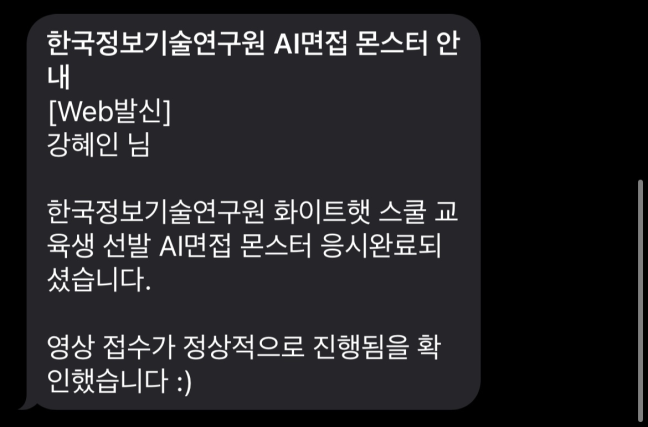 한국정보기술연구원 AI면접 몬스터 안
내
[Web발신]
강혜인 님
한국정보기술연구원 화이트햇 스쿨 교
육생 선발 AI면접 몬스터 응시완료되
셨습니다.
영상 접수가 정상적으로 진행됨을 확
인했습니다 :)